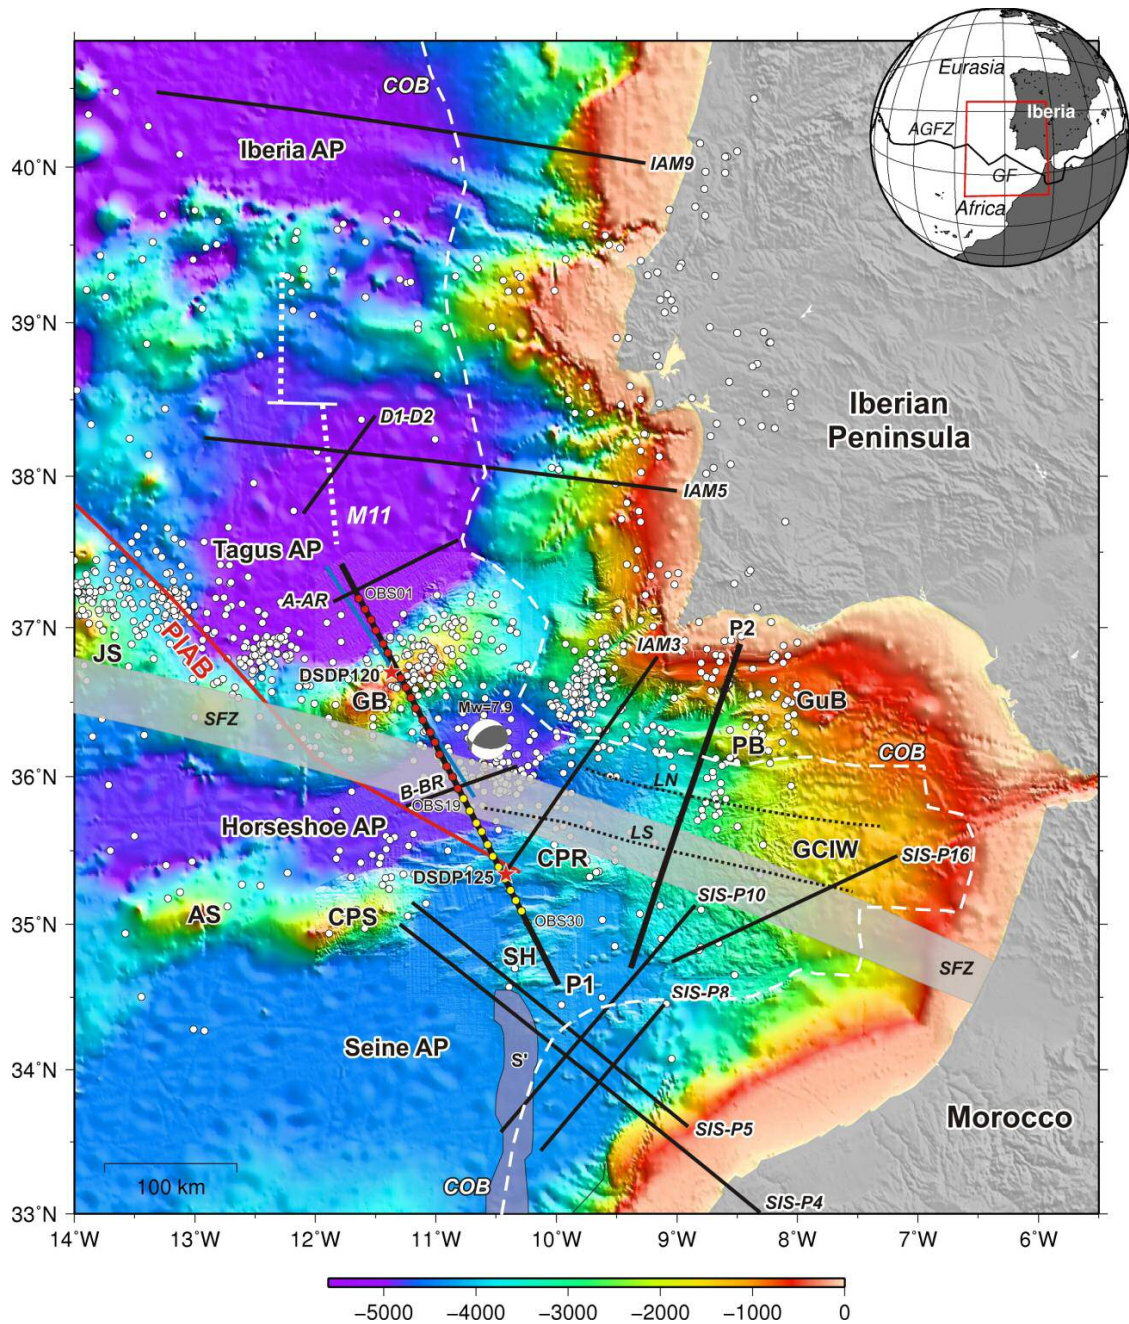 COB
Eurasia
Iberia
AGFZ
GF
Africa
Iberia AP
40°N
IAM9
39°N
D1-D2
Iberian
Peninsula
38°N
IAM5
M11
Tagus AP
A-AR
OBS01
37°N
P2
IAM3
PIAB
JS
DSDP120
GB
Mw=7.9
GuB
SFZ
PB
COB
36°N
LN
B-BR
OBS19
LS
Horseshoe AP
CPR
GCIW
SIS-P16
DSDP125
SIS-P10
AS
CPS
OBS30
35°N
SH
SFZ
P1
SIS-P8
Seine AP
S'
34°N
Morocco
SIS-P5
COB
100 km
SIS-P4
33°N
14°W
13°W
12°W
11°W
10°W
9°W
8°W
7°W
6°W
−5000
−4000
−3000
−2000
−1000
0